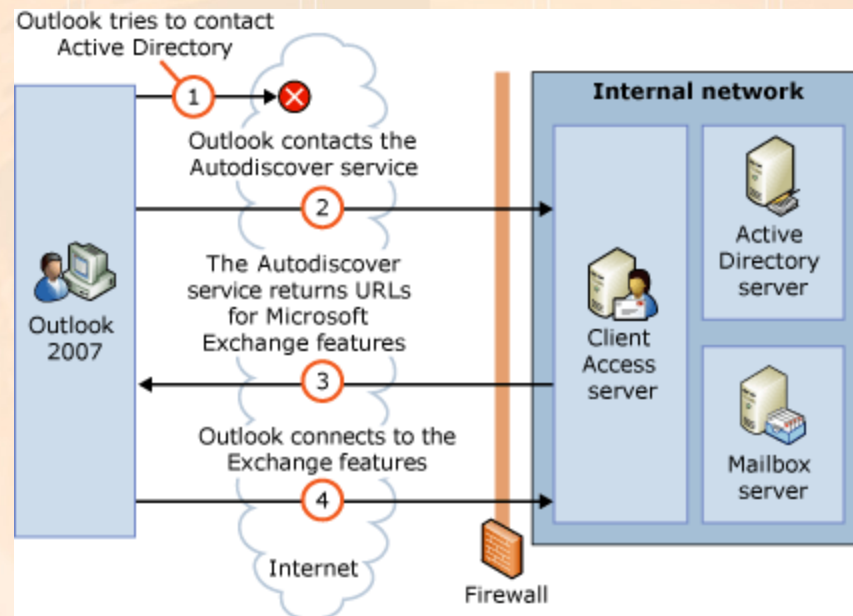 Outlook tries to contact
Active Directory
1
Outlook contacts the
Autodiscover service
2
The Autodiscover
service returns URLs
for Microsoft
Exchange features
3
Outlook connects to the
Exchange features
4
Internet
Outlook
2007
Firewall
Internal network
Client
Access
server
Active
Directory
server
Mailbox
server